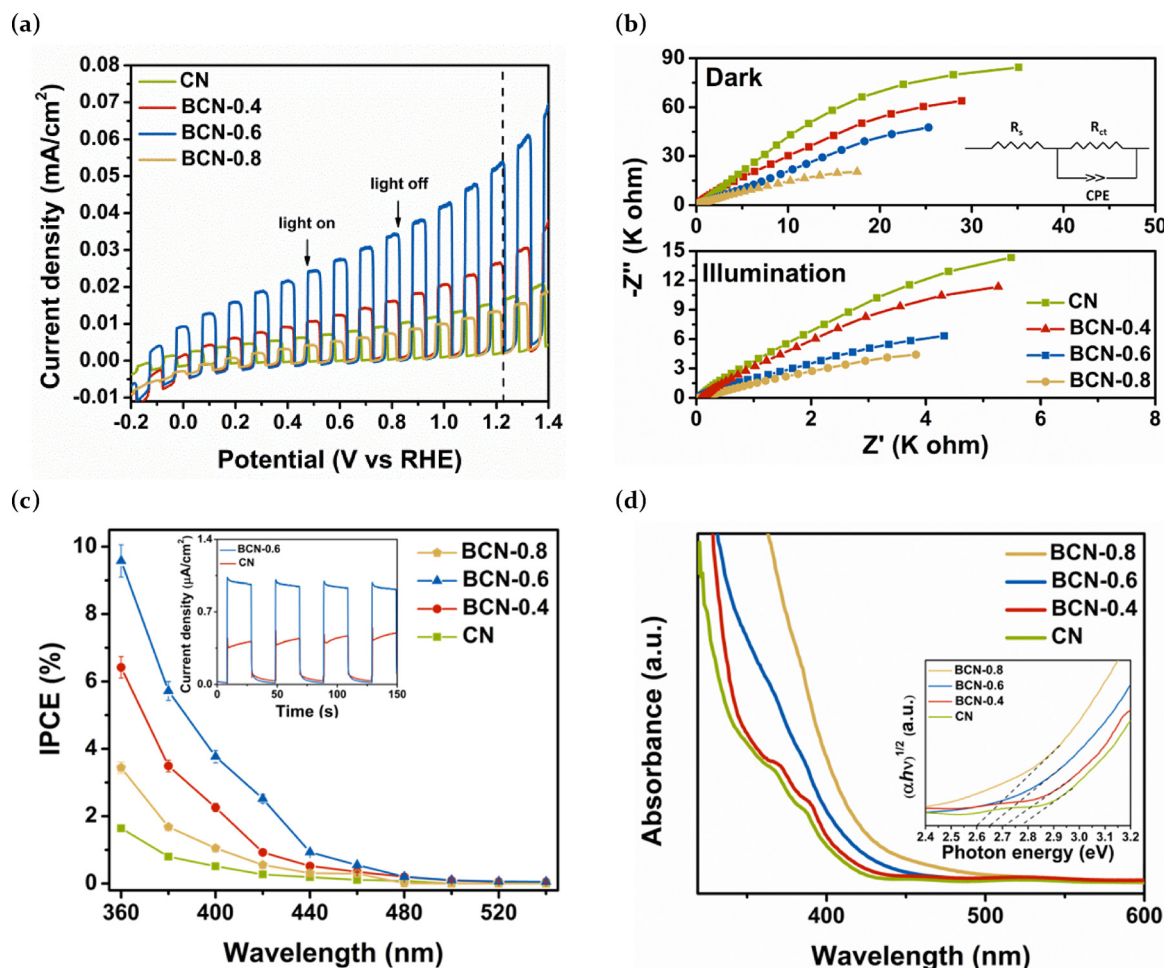 (a)
0.08
0.07
0.06
0.05
0.04
0.03
0.02
0.01
0.00
-0.01
Current density (mA/cm²)
CN
BCN-0.4
BCN-0.6
BCN-0.8
light on
light off
-0.2 0.0 0.2 0.4 0.6 0.8 1.0 1.2 1.4
Potential (V vs RHE)
(b)
90
60
30
0
Dark
Rs
Rct
CPE
0 10 20 30 40 50
-Z'' (K ohm)
15
12
9
6
3
0
Illumination
CN
BCN-0.4
BCN-0.6
BCN-0.8
0 2 4 6 8
Z' (K ohm)
(c)
10
8
6
4
2
0
IPCE (%)
BCN-0.6
CN
1.4
0.7
0.0
Current density (µA/cm²)
0 50 100 150
Time (s)
BCN-0.8
BCN-0.6
BCN-0.4
CN
360 400 440 480 520
Wavelength (nm)
(d)
Absorbance (a.u.)
BCN-0.8
BCN-0.6
BCN-0.4
CN
BCN-0.8
BCN-0.6
BCN-0.4
CN
(αhν)^1/2 (a.u.)
2.4 2.5 2.6 2.7 2.8 2.9 3.0 3.1 3.2
Photon energy (eV)
400 500 600
Wavelength (nm)